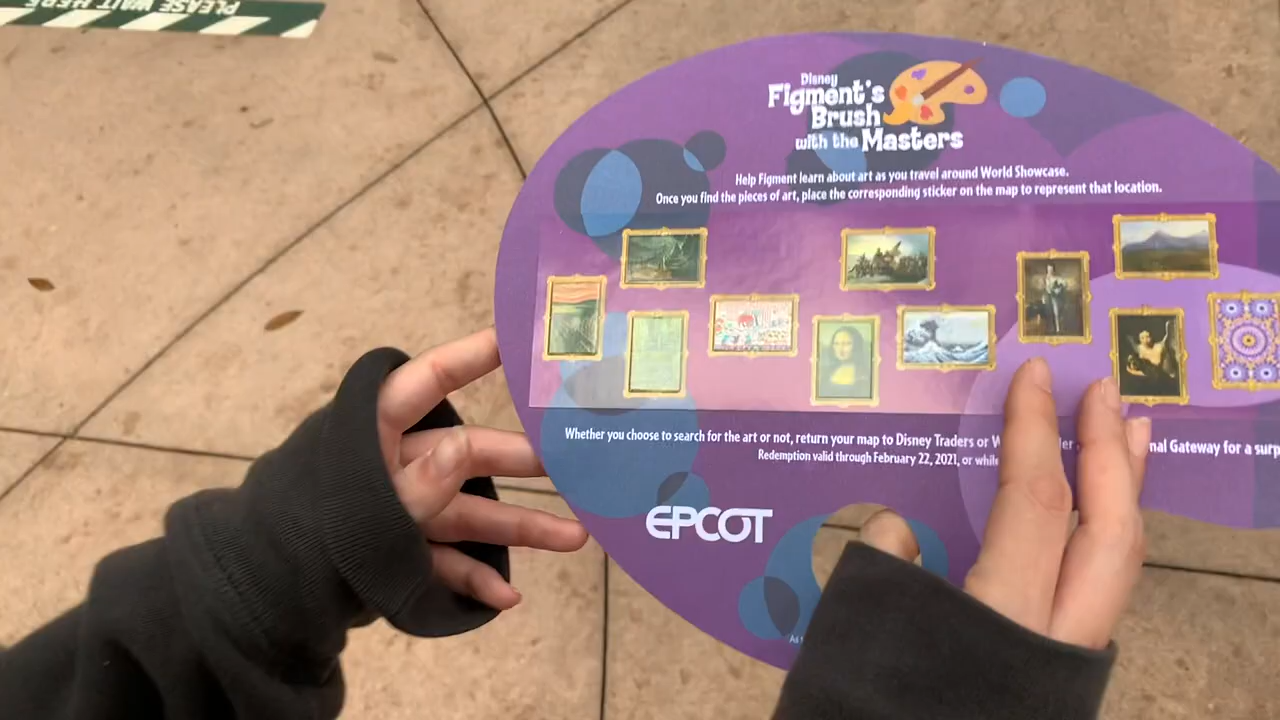 PLEASE WAIT HERE
Disney
Figment's
Brush
with the Masters
Help Figment learn about art as you travel around World Showcase.
Once you find the pieces of art, place the corresponding sticker on the map to represent that location.
Whether you choose to search for the art or not, return your map to Disney Traders or W nal Gateway for a surp
Redemption valid through February 22, 2021, or while
EPCOT